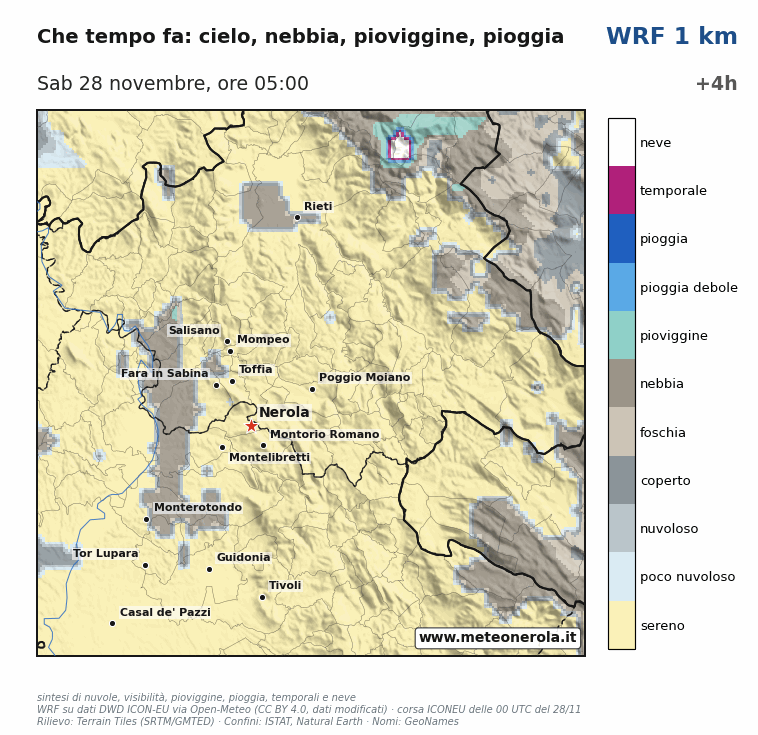 Che tempo fa: cielo, nebbia, pioviggine, pioggia
WRF 1 km
Sab 28 novembre, ore 05:00
+4h
neve
temporale
pioggia
pioggia debole
pioviggine
nebbia
foschia
coperto
nuvoloso
poco nuvoloso
sereno
Rieti
Salisano
Mompeo
Fara in Sabina
Toffia
Poggio Moiano
Nerola
Montorio Romano
Montelibretti
Monterotondo
Tor Lupara
Guidonia
Tivoli
Casal de' Pazzi
www.meteonerola.it
sintesi di nuvole, visibilità, pioviggine, pioggia, temporali e neve
WRF su dati DWD ICON-EU via Open-Meteo (CC BY 4.0, dati modificati) · corsa ICONEU delle 00 UTC del 28/11
Rilievo: Terrain Tiles (SRTM/GMTED) · Confini: ISTAT, Natural Earth · Nomi: GeoNames